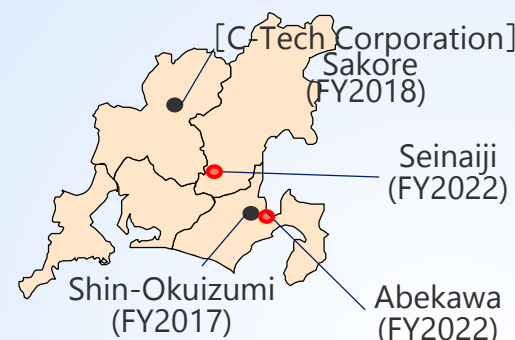 [C-Tech Corporation]
Sakore
(FY2018)
Seinaiji
(FY2022)
Shin-Okuizumi
(FY2017)
Abekawa
(FY2022)